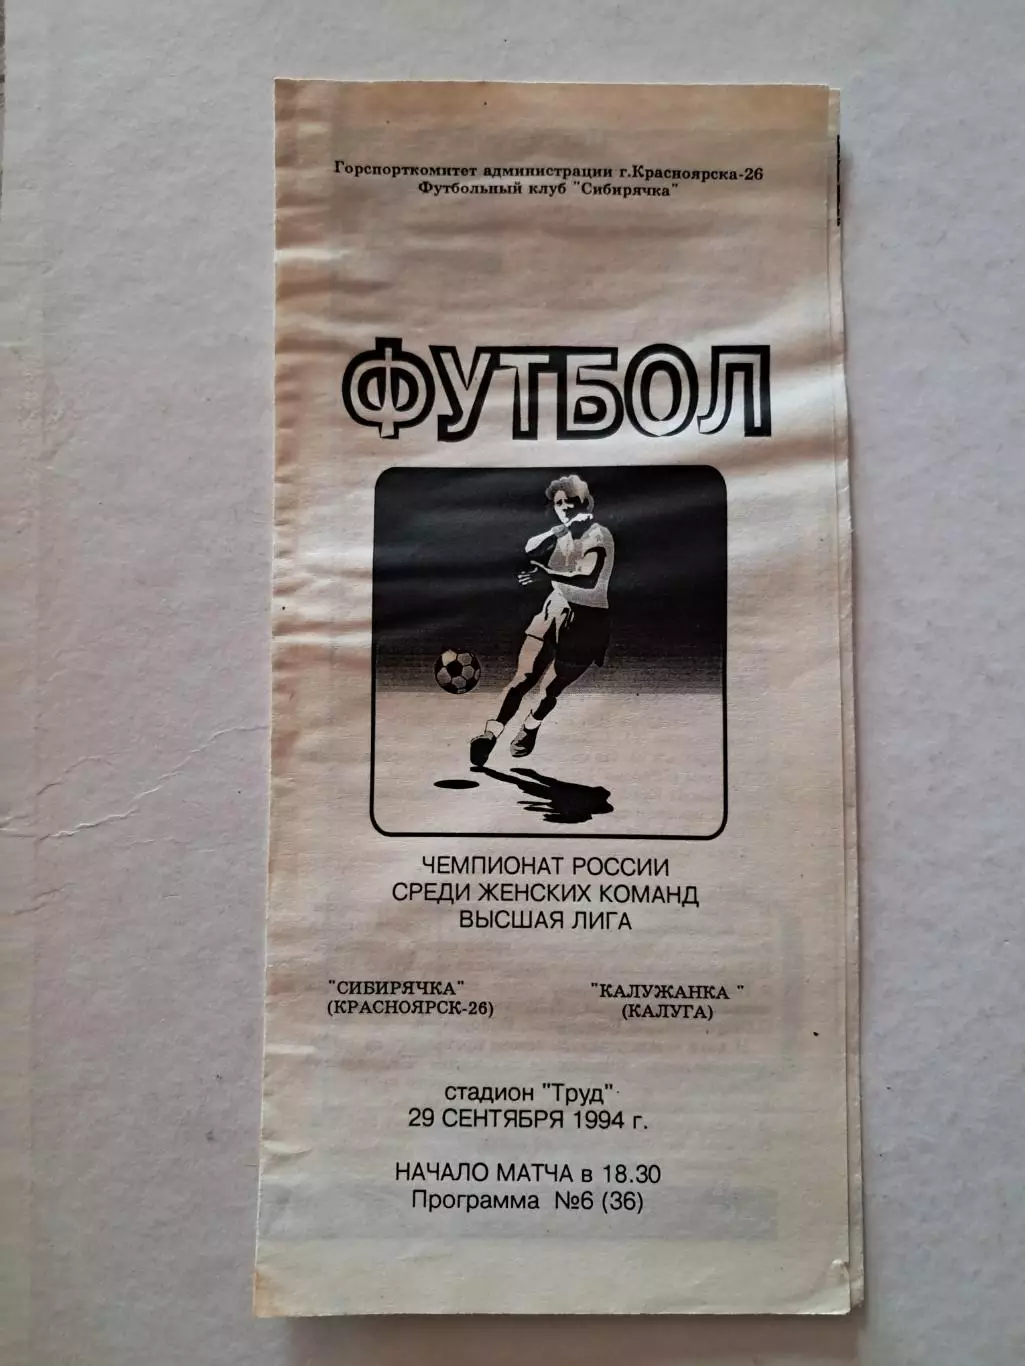 Горспорткомитет администрации г.Красноярска-26
Футбольный клуб "Сибирячка"
ФУТБОЛ
ЧЕМПИОНАТ РОССИИ
СРЕДИ ЖЕНСКИХ КОМАНД
ВЫСШАЯ ЛИГА
"СИБИРЯЧКА"
(КРАСНОЯРСК-26)
"КАЛУЖАНКА "
(КАЛУГА)
стадион "Труд"
29 СЕНТЯБРЯ 1994 г.
НАЧАЛО МАТЧА в 18.30
Программа №6 (36)